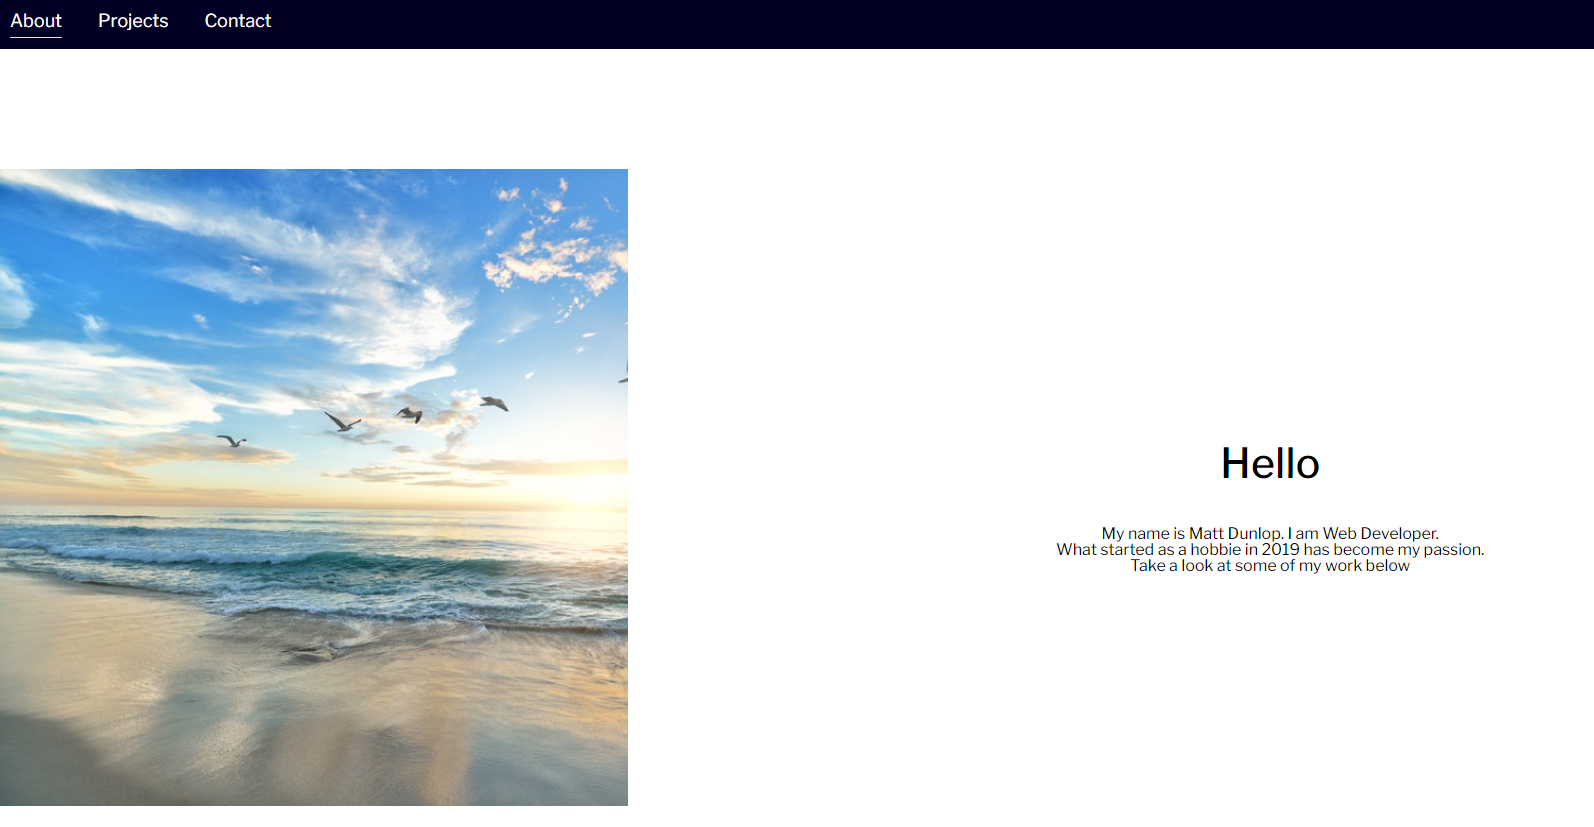 About Projects Contact
Hello
My name is Matt Dunlop. I am Web Developer.
What started as a hobbie in 2019 has become my passion.
Take a look at some of my work below